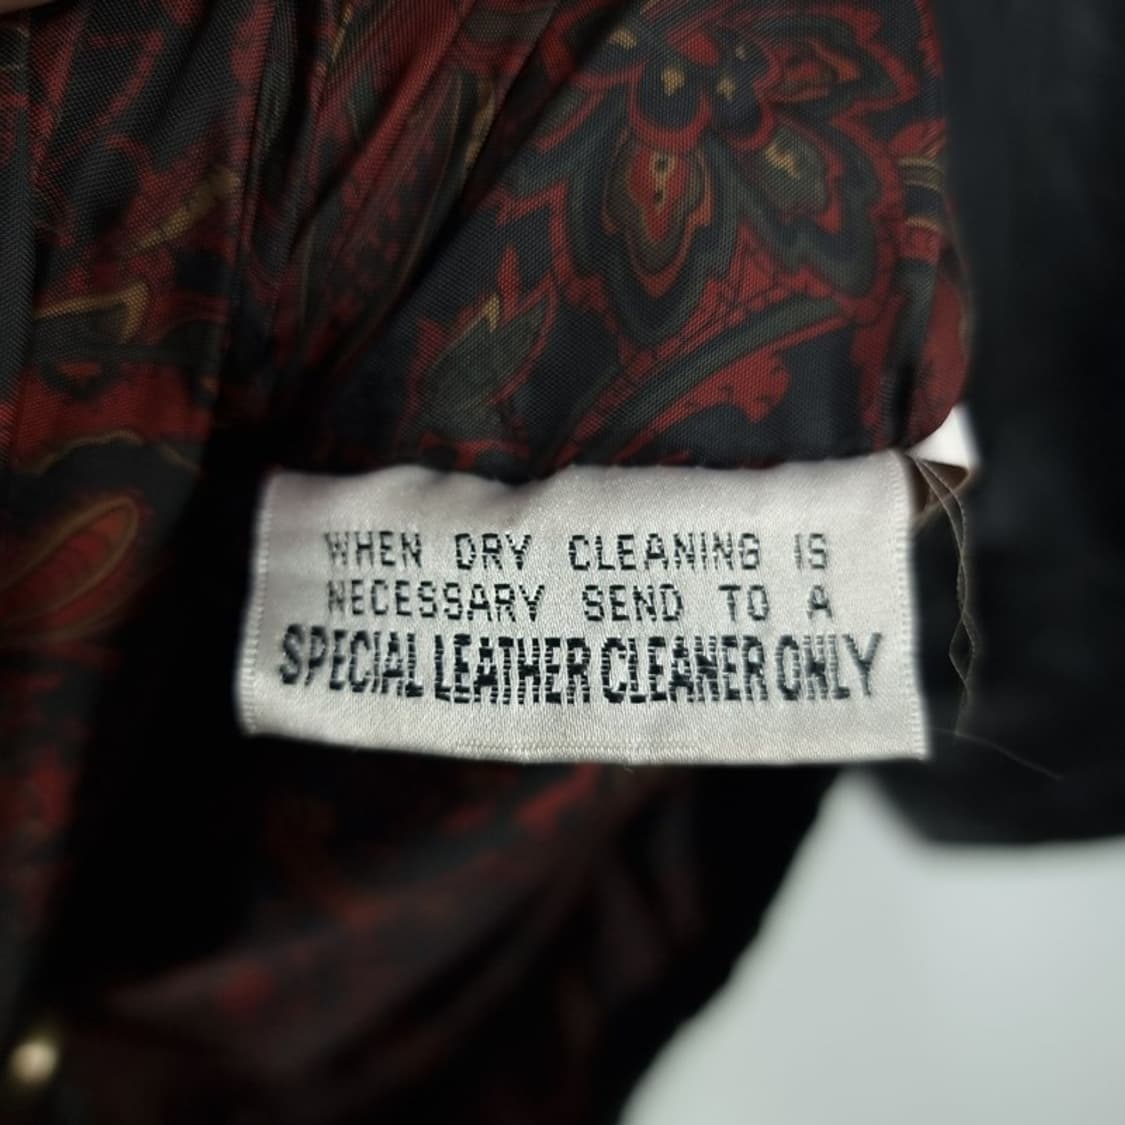 WHEN DRY CLEANING IS
NECESSARY SEND TO A
SPECIAL LEATHER CLEANER ONLY